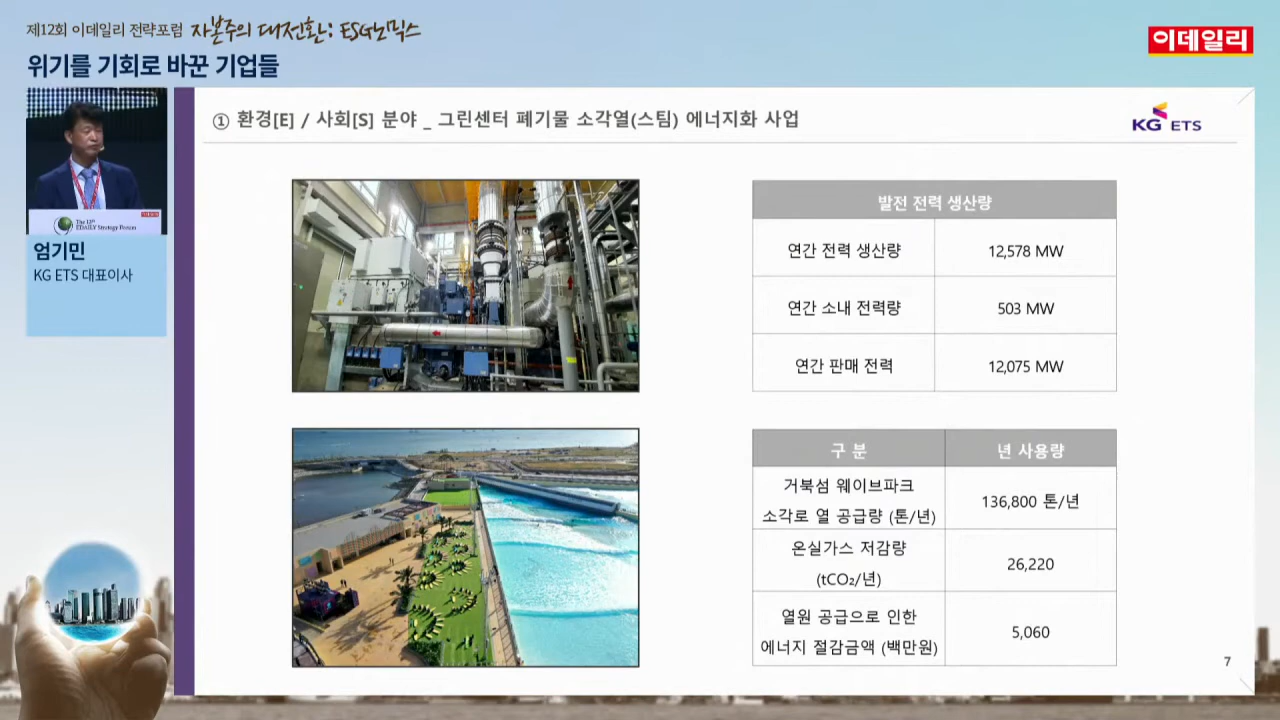 제12회 이데일리 전략포럼 자본주의 대전환: ESG노믹스
이데일리
위기를 기회로 바꾼 기업들
① 환경[E] / 사회[S] 분야 _ 그린센터 폐기물 소각열(스팀) 에너지화 사업
KG ETS
The 12th
EDAILY Strategy Forum
엄기민
KG ETS 대표이사
발전 전력 생산량
연간 전력 생산량 12,578 MW
연간 소내 전력량 503 MW
연간 판매 전력 12,075 MW
구 분 년 사용량
거북섬 웨이브파크
소각로 열 공급량 (톤/년) 136,800 톤/년
온실가스 저감량
(tCO₂/년) 26,220
열원 공급으로 인한
에너지 절감금액 (백만원) 5,060
7